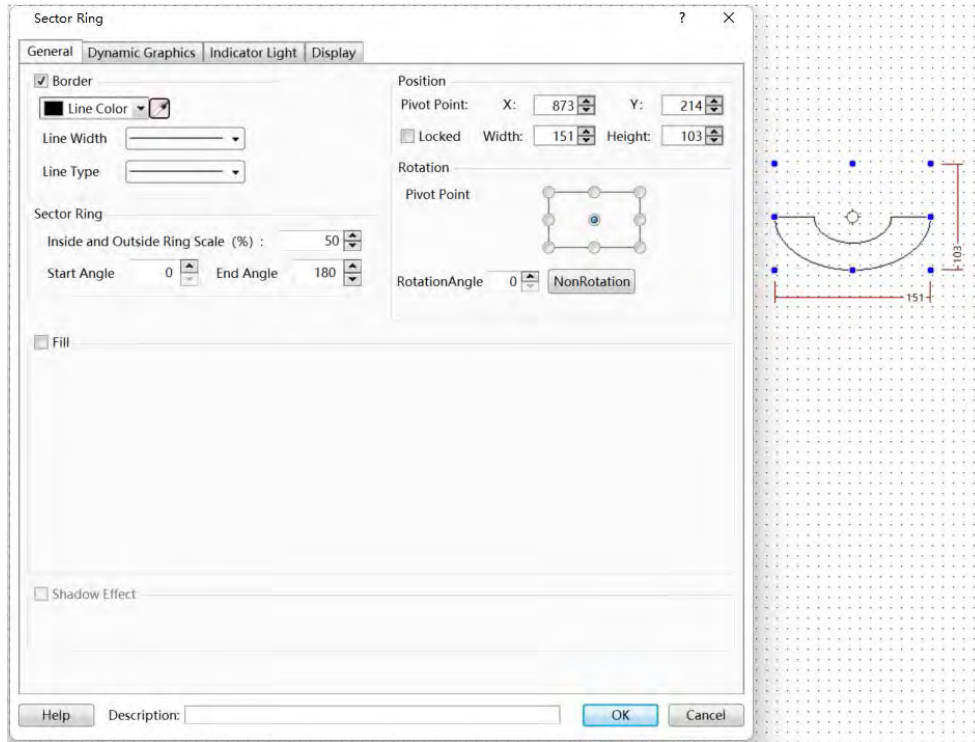 Sector Ring
?
General Dynamic Graphics Indicator Light Display
Border
Line Color
Line Width
Line Type
Sector Ring
Inside and Outside Ring Scale (%) : 50
Start Angle 0 End Angle 180
Position
Pivot Point: X: 873 Y: 214
Locked Width: 151 Height: 103
Rotation
Pivot Point
RotationAngle 0 NonRotation
Fill
Shadow Effect
Help Description: OK Cancel
103
151